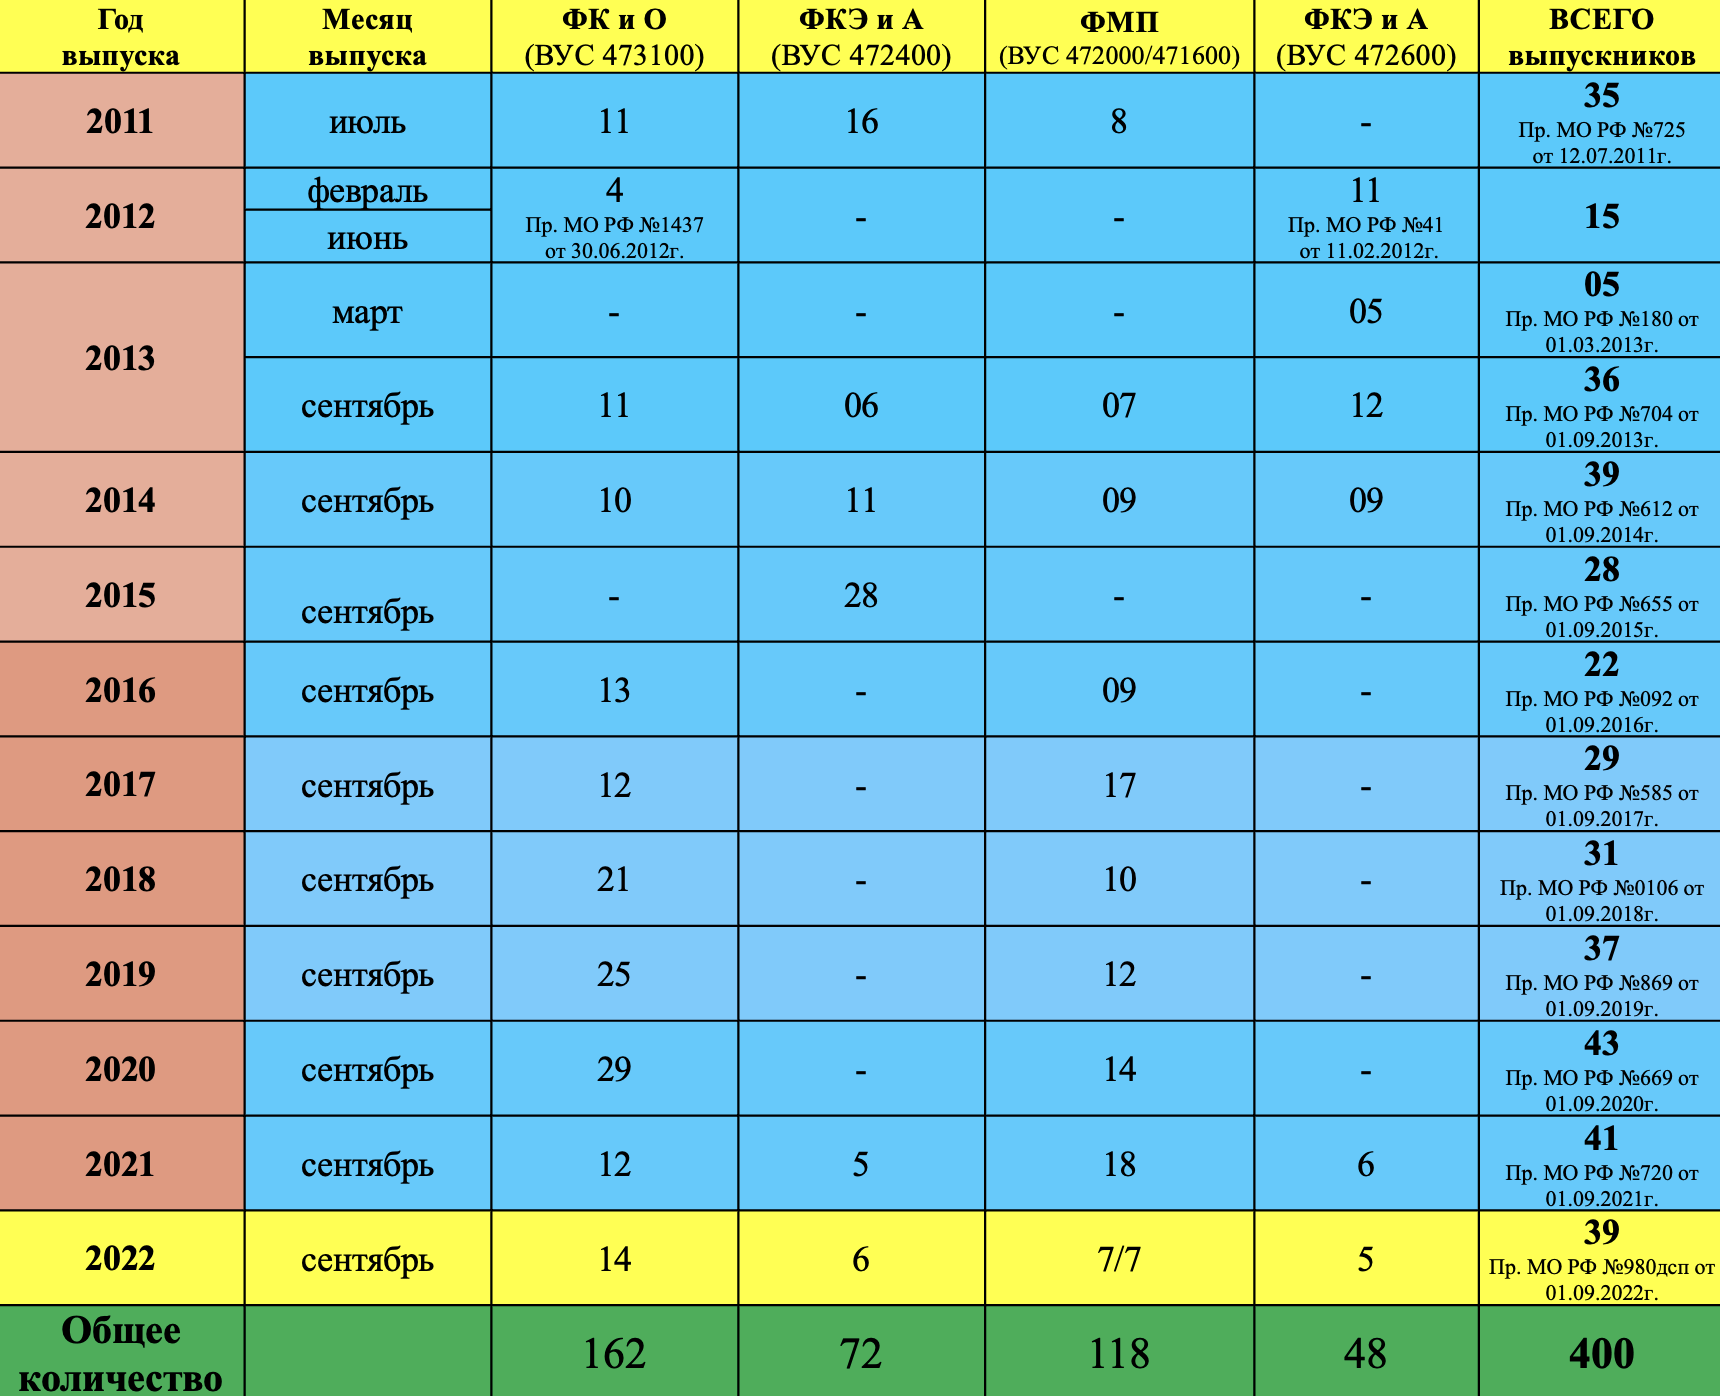 Год
выпуска
Месяц
выпуска
ФК и О
(ВУС 473100)
ФКЭ и А
(ВУС 472400)
ФМП
(ВУС 472000/471600)
ФКЭ и А
(ВУС 472600)
ВСЕГО
выпускников
2011
июль
11
16
8
-
35
Пр. МО РФ №725
от 12.07.2011г.
2012
февраль
июнь
4
Пр. МО РФ №1437
от 30.06.2012г.
-
-
11
Пр. МО РФ №41
от 11.02.2012г.
15
2013
март
-
-
-
05
05
Пр. МО РФ №180 от
01.03.2013г.
сентябрь
11
06
07
12
36
Пр. МО РФ №704 от
01.09.2013г.
2014
сентябрь
10
11
09
09
39
Пр. МО РФ №612 от
01.09.2014г.
2015
сентябрь
-
28
-
-
28
Пр. МО РФ №655 от
01.09.2015г.
2016
сентябрь
13
-
09
-
22
Пр. МО РФ №092 от
01.09.2016г.
2017
сентябрь
12
-
17
-
29
Пр. МО РФ №585 от
01.09.2017г.
2018
сентябрь
21
-
10
-
31
Пр. МО РФ №0106 от
01.09.2018г.
2019
сентябрь
25
-
12
-
37
Пр. МО РФ №869 от
01.09.2019г.
2020
сентябрь
29
-
14
-
43
Пр. МО РФ №669 от
01.09.2020г.
2021
сентябрь
12
5
18
6
41
Пр. МО РФ №720 от
01.09.2021г.
2022
сентябрь
14
6
7/7
5
39
Пр. МО РФ №980дсп от
01.09.2022г.
Общее
количество
162
72
118
48
400